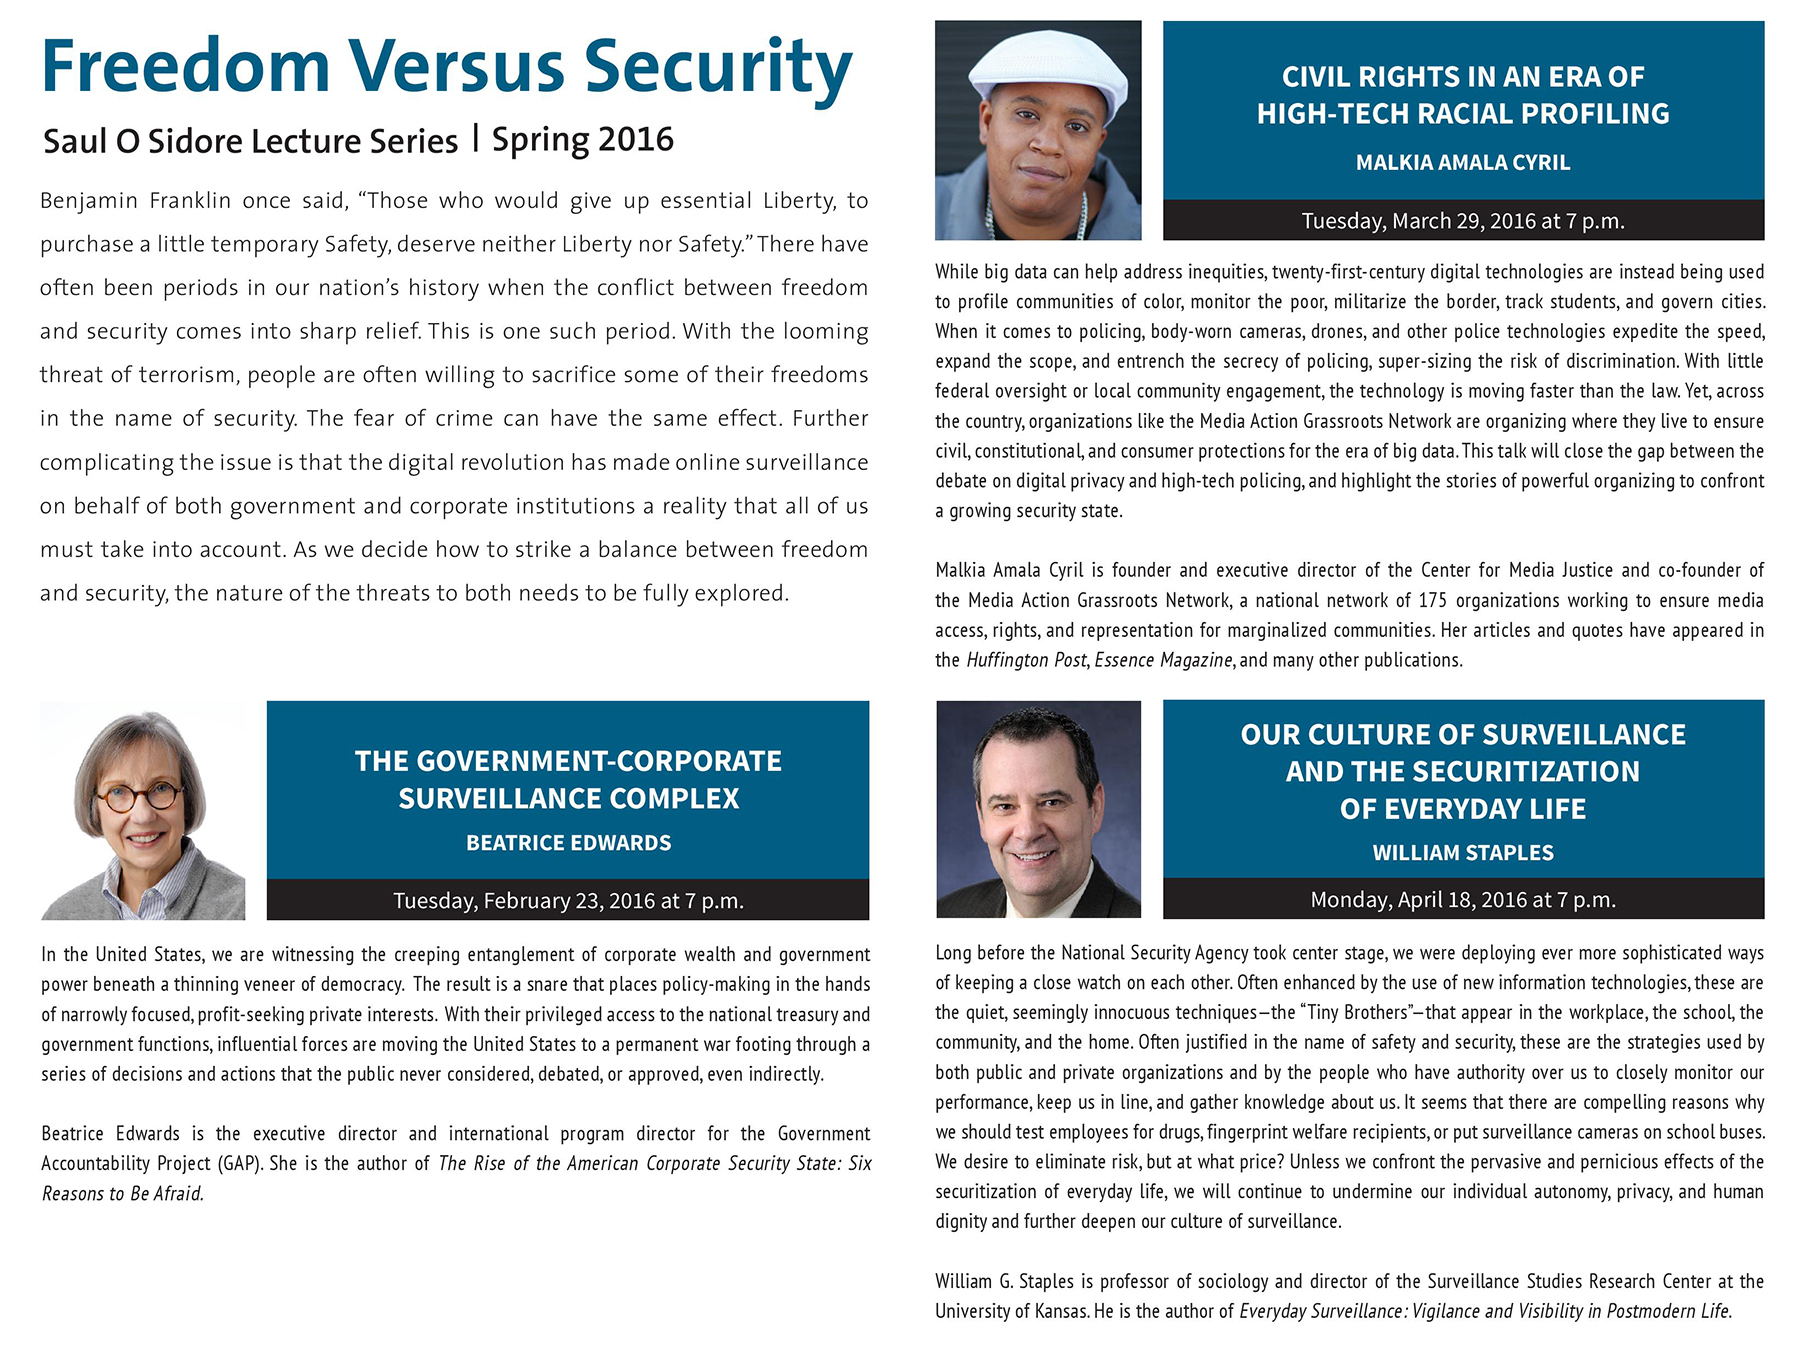 Freedom Versus Security
Saul O Sidore Lecture Series | Spring 2016
Benjamin Franklin once said, “Those who would give up essential Liberty, to
purchase a little temporary Safety, deserve neither Liberty nor Safety.” There have
often been periods in our nation’s history when the conflict between freedom
and security comes into sharp relief. This is one such period. With the looming
threat of terrorism, people are often willing to sacrifice some of their freedoms
in the name of security. The fear of crime can have the same effect. Further
complicating the issue is that the digital revolution has made online surveillance
on behalf of both government and corporate institutions a reality that all of us
must take into account. As we decide how to strike a balance between freedom
and security, the nature of the threats to both needs to be fully explored.
THE GOVERNMENT-CORPORATE
SURVEILLANCE COMPLEX
BEATRICE EDWARDS
Tuesday, February 23, 2016 at 7 p.m.
In the United States, we are witnessing the creeping entanglement of corporate wealth and government
power beneath a thinning veneer of democracy. The result is a snare that places policy-making in the hands
of narrowly focused, profit-seeking private interests. With their privileged access to the national treasury and
government functions, influential forces are moving the United States to a permanent war footing through a
series of decisions and actions that the public never considered, debated, or approved, even indirectly.
Beatrice Edwards is the executive director and international program director for the Government
Accountability Project (GAP). She is the author of The Rise of the American Corporate Security State: Six
Reasons to Be Afraid.
CIVIL RIGHTS IN AN ERA OF
HIGH-TECH RACIAL PROFILING
MALKIA AMALA CYRIL
Tuesday, March 29, 2016 at 7 p.m.
While big data can help address inequities, twenty-first-century digital technologies are instead being used
to profile communities of color, monitor the poor, militarize the border, track students, and govern cities.
When it comes to policing, body-worn cameras, drones, and other police technologies expedite the speed,
expand the scope, and entrench the secrecy of policing, super-sizing the risk of discrimination. With little
federal oversight or local community engagement, the technology is moving faster than the law. Yet, across
the country, organizations like the Media Action Grassroots Network are organizing where they live to ensure
civil, constitutional, and consumer protections for the era of big data. This talk will close the gap between the
debate on digital privacy and high-tech policing, and highlight the stories of powerful organizing to confront
a growing security state.
Malkia Amala Cyril is founder and executive director of the Center for Media Justice and co-founder of
the Media Action Grassroots Network, a national network of 175 organizations working to ensure media
access, rights, and representation for marginalized communities. Her articles and quotes have appeared in
the Huffington Post, Essence Magazine, and many other publications.
OUR CULTURE OF SURVEILLANCE
AND THE SECURITIZATION
OF EVERYDAY LIFE
WILLIAM STAPLES
Monday, April 18, 2016 at 7 p.m.
Long before the National Security Agency took center stage, we were deploying ever more sophisticated ways
of keeping a close watch on each other. Often enhanced by the use of new information technologies, these are
the quiet, seemingly innocuous techniques—the “Tiny Brothers”—that appear in the workplace, the school, the
community, and the home. Often justified in the name of safety and security, these are the strategies used by
both public and private organizations and by the people who have authority over us to closely monitor our
performance, keep us in line, and gather knowledge about us. It seems that there are compelling reasons why
we should test employees for drugs, fingerprint welfare recipients, or put surveillance cameras on school buses.
We desire to eliminate risk, but at what price? Unless we confront the pervasive and pernicious effects of the
securitization of everyday life, we will continue to undermine our individual autonomy, privacy, and human
dignity and further deepen our culture of surveillance.
William G. Staples is professor of sociology and director of the Surveillance Studies Research Center at the
University of Kansas. He is the author of Everyday Surveillance: Vigilance and Visibility in Postmodern Life.